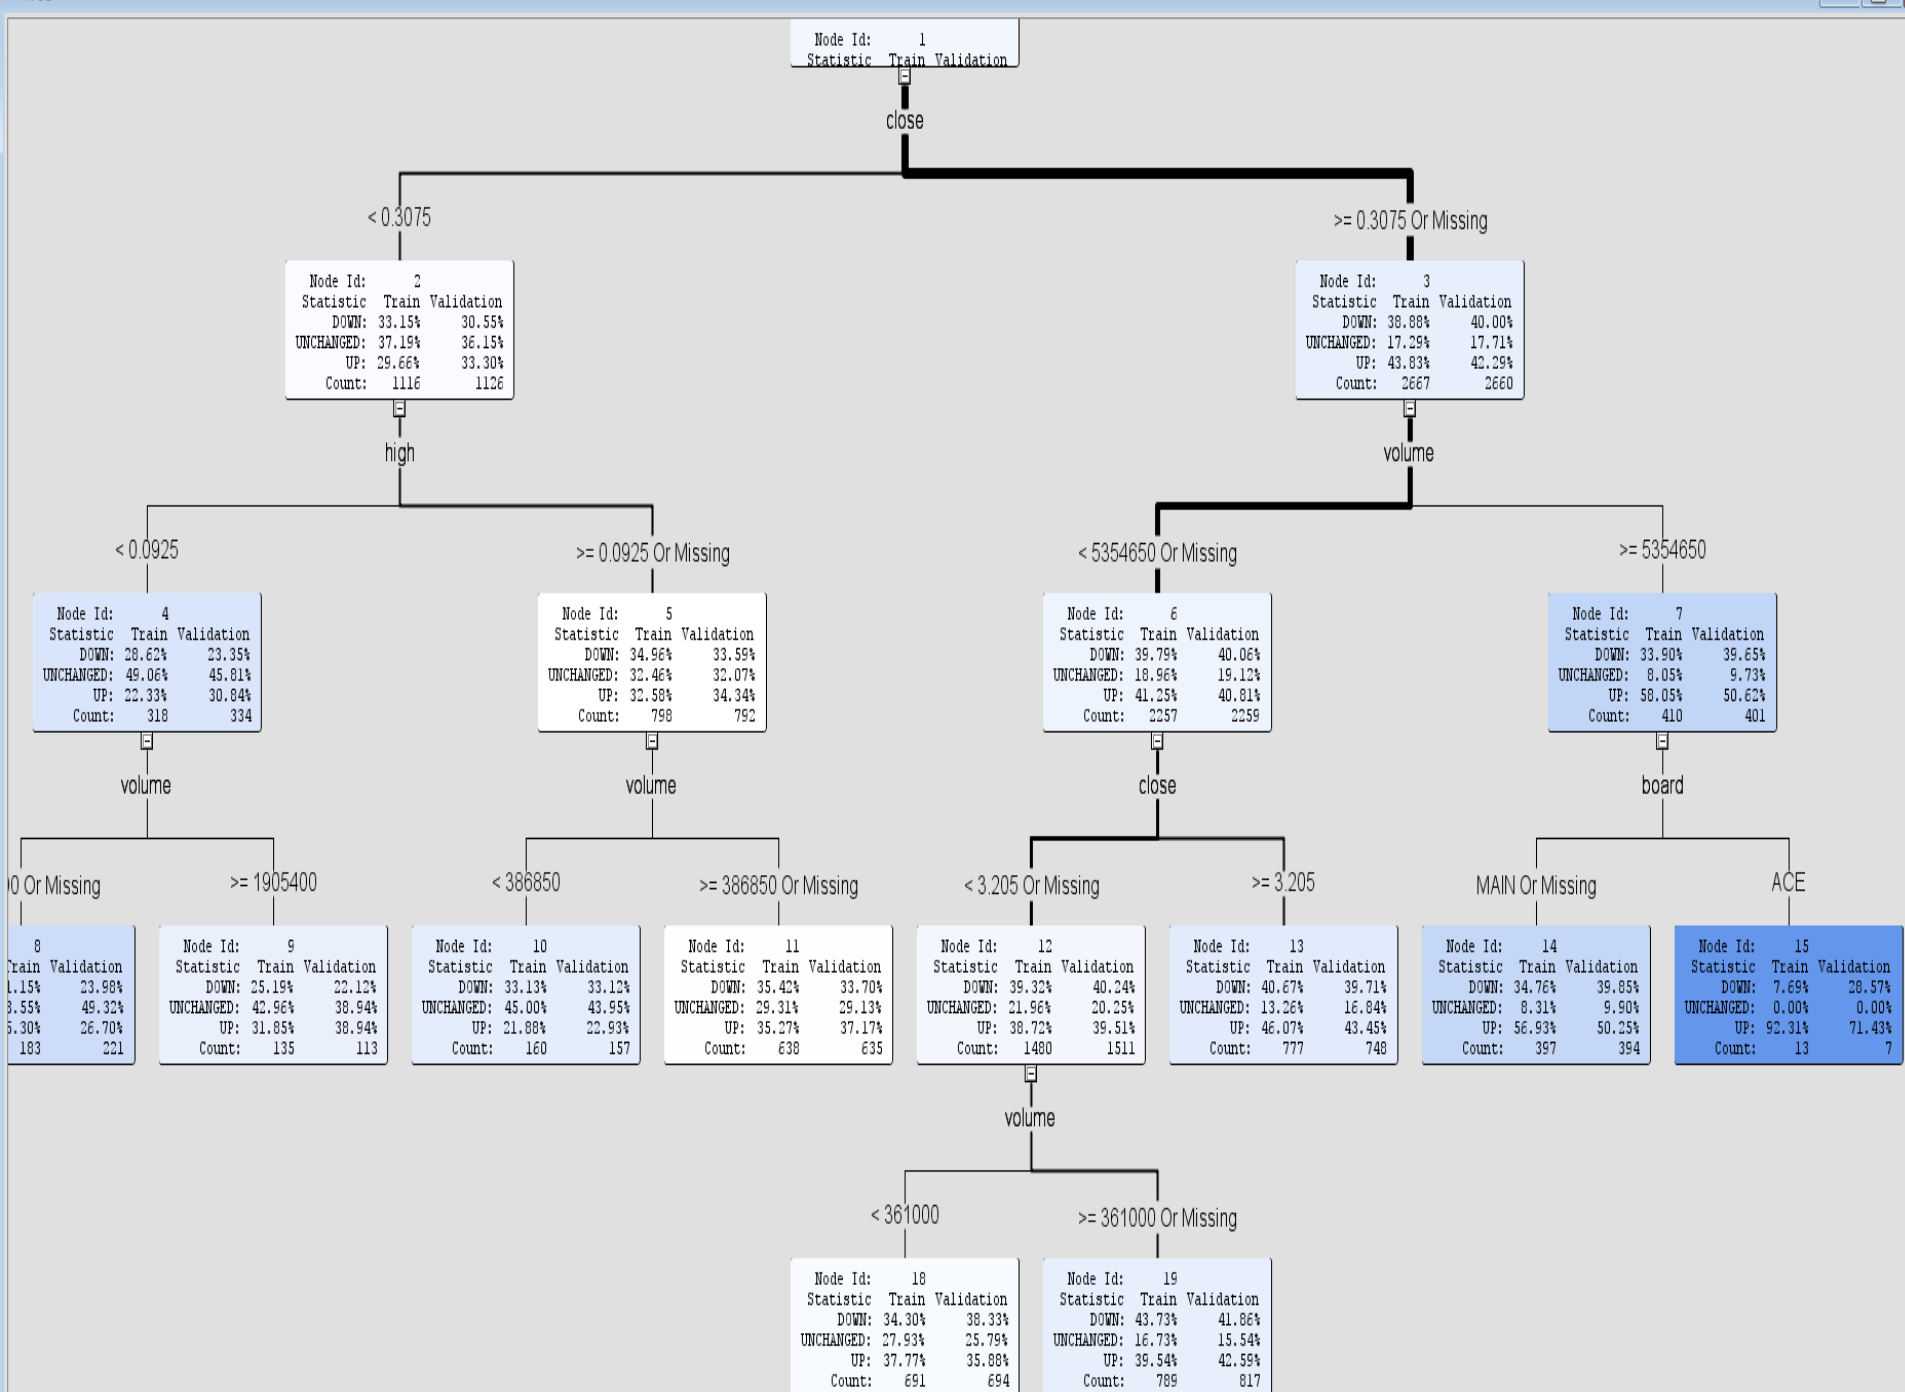 Node Id: 1
Statistic Train Validation
close
< 0.3075
>= 0.3075 Or Missing
Node Id: 2
Statistic Train Validation
DOWN: 33.15% 30.55%
UNCHANGED: 37.19% 36.15%
UP: 29.66% 33.30%
Count: 1116 1126
Node Id: 3
Statistic Train Validation
DOWN: 38.88% 40.00%
UNCHANGED: 17.29% 17.71%
UP: 43.83% 42.29%
Count: 2667 2660
high
volume
< 0.0925
>= 0.0925 Or Missing
< 5354650 Or Missing
>= 5354650
Node Id: 4
Statistic Train Validation
DOWN: 28.62% 23.35%
UNCHANGED: 49.06% 45.81%
UP: 22.33% 30.84%
Count: 318 334
Node Id: 5
Statistic Train Validation
DOWN: 34.96% 33.59%
UNCHANGED: 32.46% 32.07%
UP: 32.58% 34.34%
Count: 798 792
Node Id: 6
Statistic Train Validation
DOWN: 39.79% 40.06%
UNCHANGED: 18.96% 19.12%
UP: 41.25% 40.81%
Count: 2257 2259
Node Id: 7
Statistic Train Validation
DOWN: 33.90% 39.65%
UNCHANGED: 8.05% 9.73%
UP: 58.05% 50.62%
Count: 410 401
volume
volume
close
board
0 Or Missing
>= 1905400
< 386850
>= 386850 Or Missing
< 3.205 Or Missing
>= 3.205
MAIN Or Missing
ACE
8
Train Validation
1.15% 23.98%
3.55% 49.32%
5.30% 26.70%
183 221
Node Id: 9
Statistic Train Validation
DOWN: 25.19% 22.12%
UNCHANGED: 42.96% 38.94%
UP: 31.85% 38.94%
Count: 135 113
Node Id: 10
Statistic Train Validation
DOWN: 33.13% 33.12%
UNCHANGED: 45.00% 43.95%
UP: 21.88% 22.93%
Count: 160 157
Node Id: 11
Statistic Train Validation
DOWN: 35.42% 33.70%
UNCHANGED: 29.31% 29.13%
UP: 35.27% 37.17%
Count: 638 635
Node Id: 12
Statistic Train Validation
DOWN: 39.32% 40.24%
UNCHANGED: 21.96% 20.25%
UP: 38.72% 39.51%
Count: 1480 1511
Node Id: 13
Statistic Train Validation
DOWN: 40.67% 39.71%
UNCHANGED: 13.26% 16.84%
UP: 46.07% 43.45%
Count: 777 748
Node Id: 14
Statistic Train Validation
DOWN: 34.76% 39.85%
UNCHANGED: 8.31% 9.90%
UP: 56.93% 50.25%
Count: 397 394
Node Id: 15
Statistic Train Validation
DOWN: 7.69% 28.57%
UNCHANGED: 0.00% 0.00%
UP: 92.31% 71.43%
Count: 13 7
volume
< 361000
>= 361000 Or Missing
Node Id: 18
Statistic Train Validation
DOWN: 34.30% 38.33%
UNCHANGED: 27.93% 25.79%
UP: 37.77% 35.88%
Count: 691 694
Node Id: 19
Statistic Train Validation
DOWN: 43.73% 41.86%
UNCHANGED: 16.73% 15.54%
UP: 39.54% 42.59%
Count: 789 817